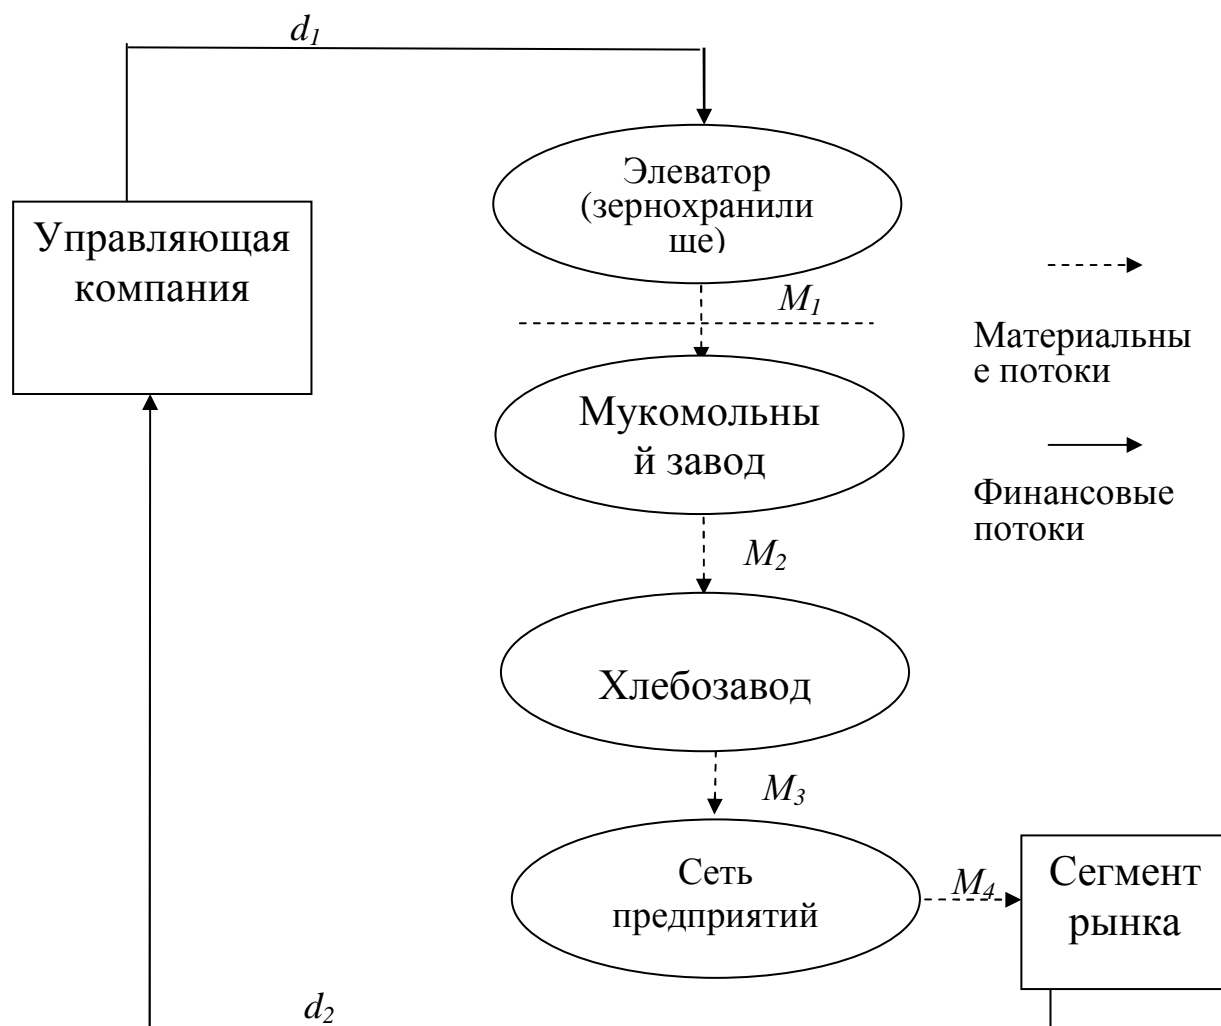 d₁
Элеватор
(зернохранили
ще)
Управляющая
компания
M₁
Материальны
е потоки
Мукомольны
й завод
Финансовые
потоки
M₂
Хлебозавод
M₃
Сеть
предприятий
M₄
Сегмент
рынка
d₂